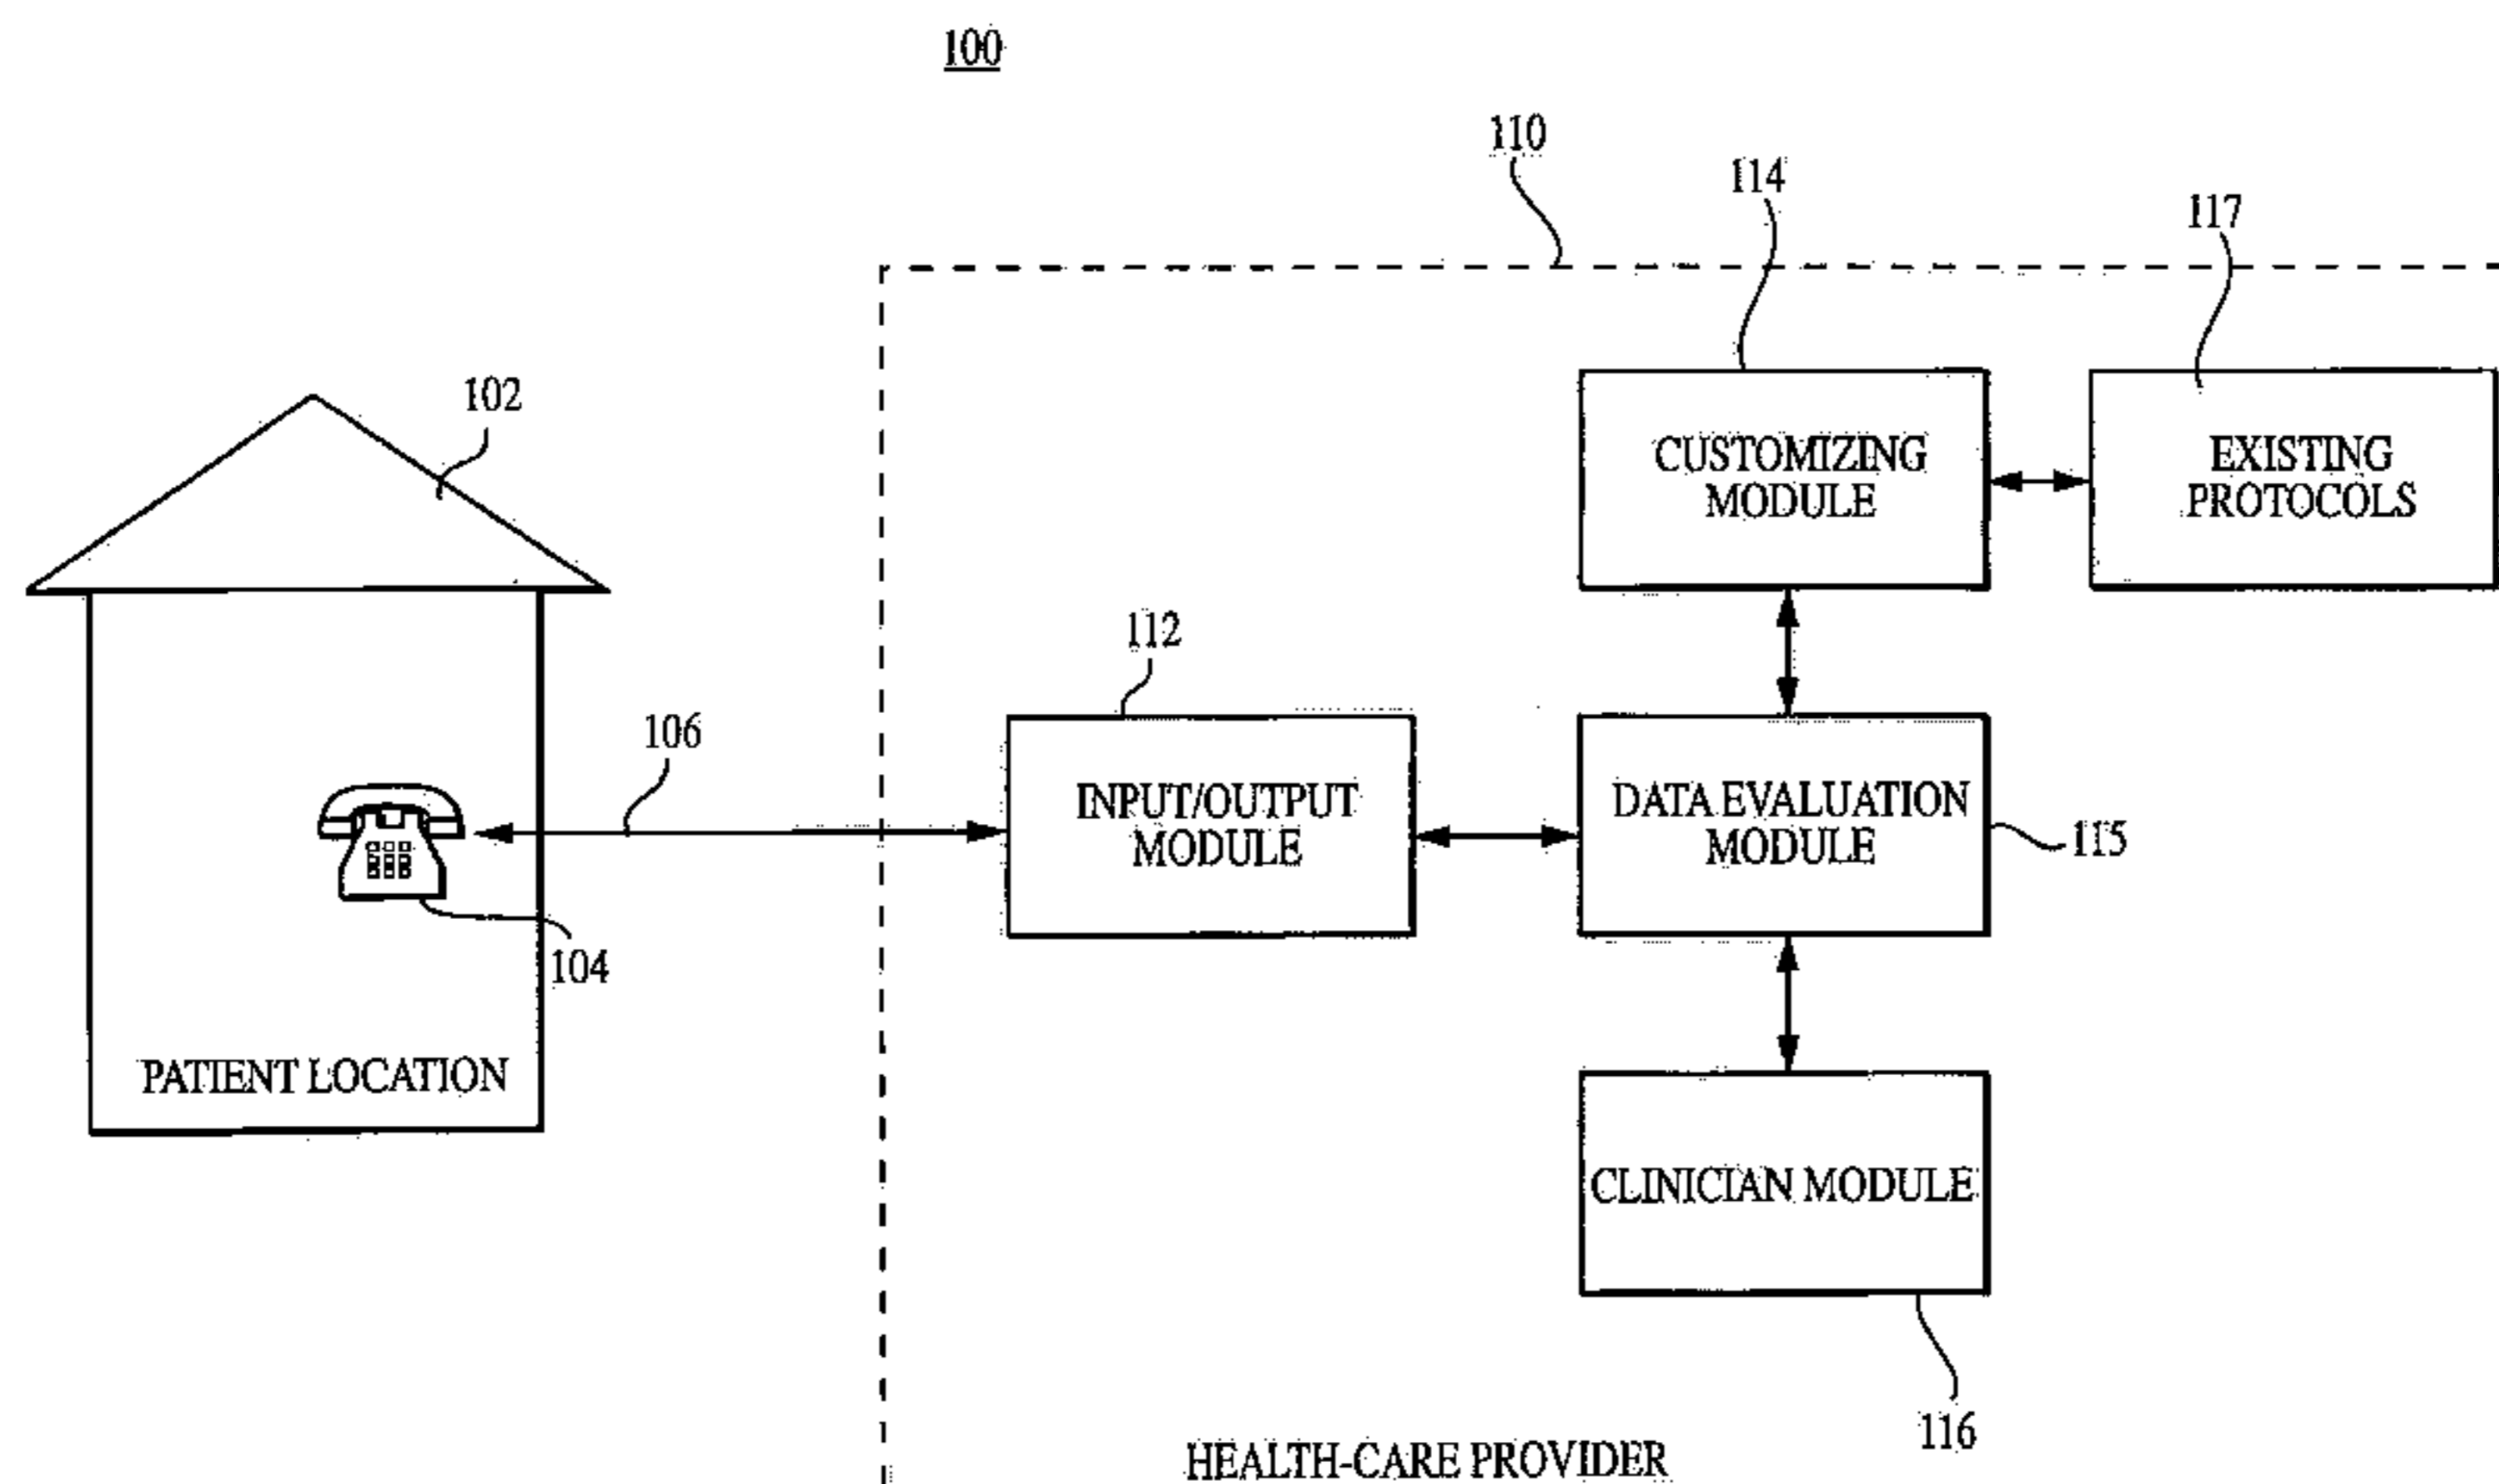 100
110
114
117
102
CUSTOMIZING
MODULE
EXISTING
PROTOCOLS
112
106
INPUT/OUTPUT
MODULE
DATA EVALUATION
MODULE
115
104
PATIENT LOCATION
CLINICIAN MODULE
116
HEALTH-CARE PROVIDER